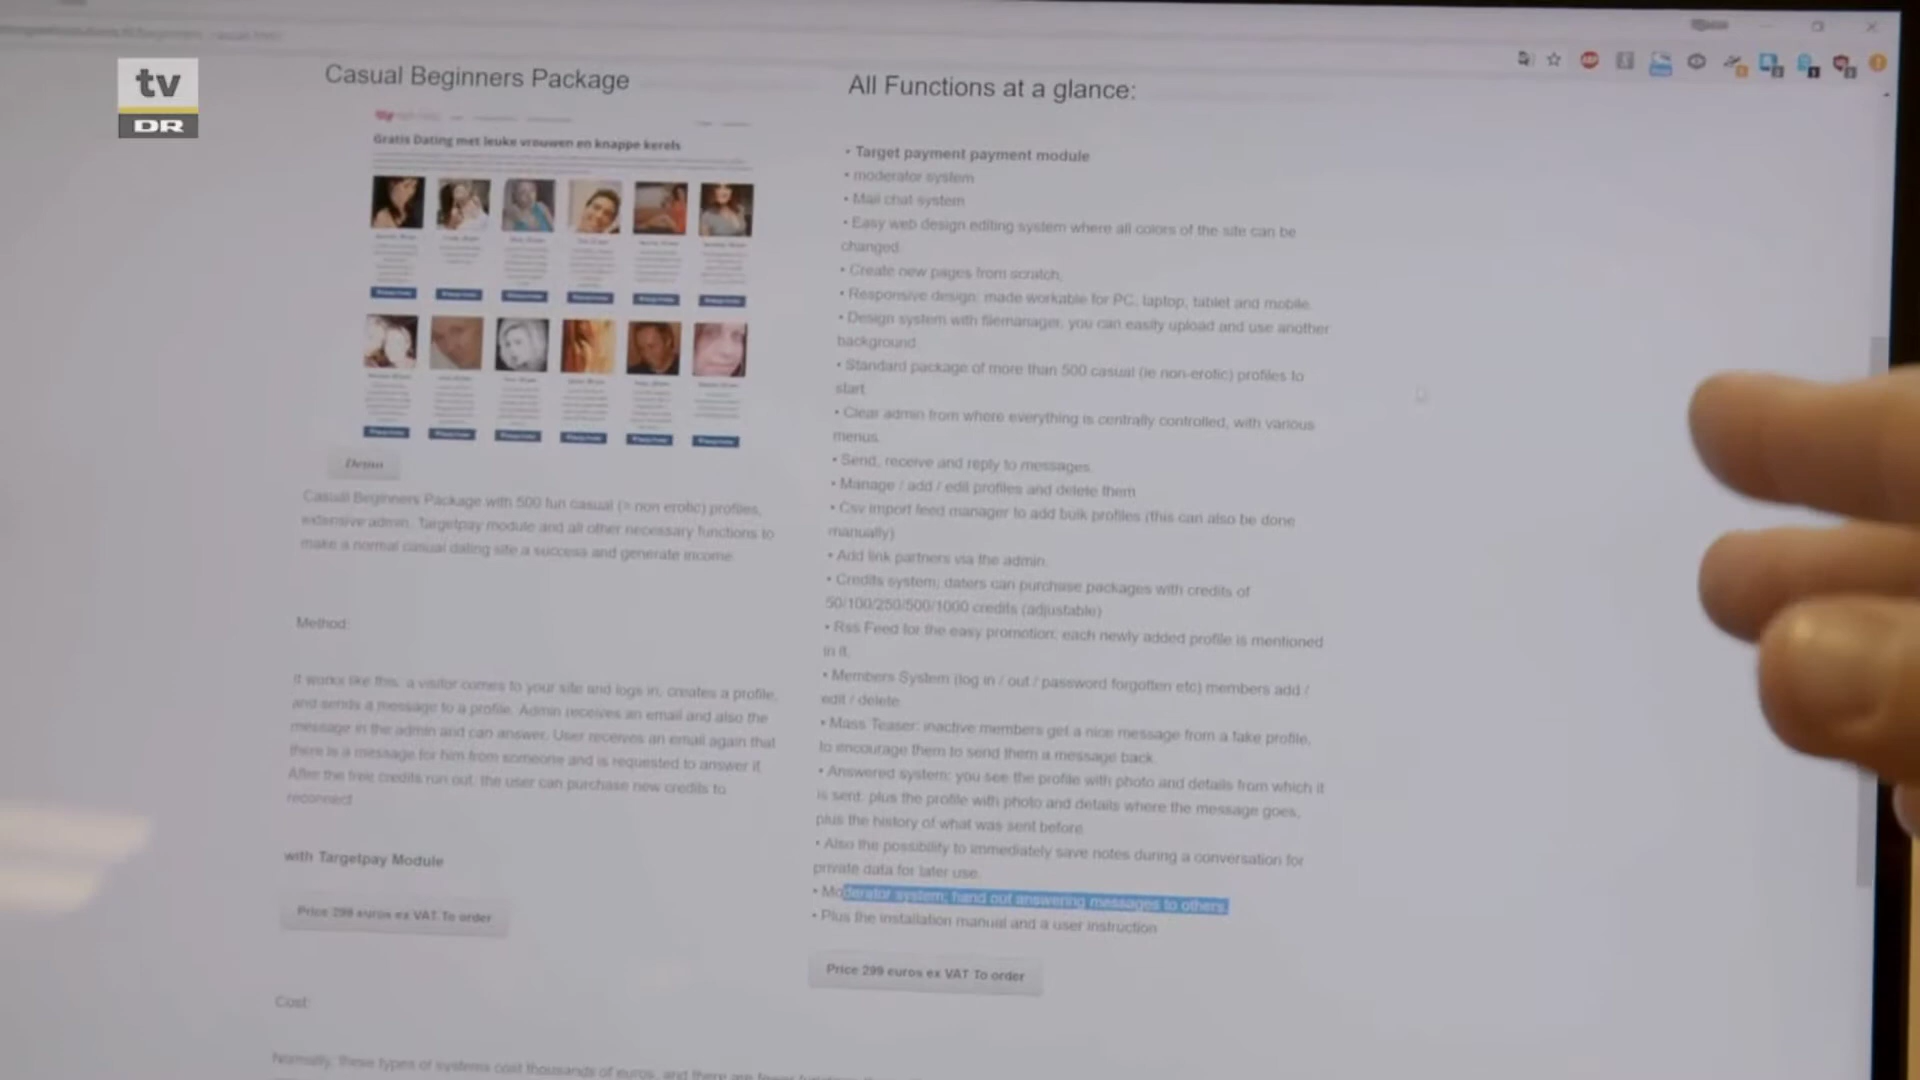 tv
DR
Casual Beginners Package
Gratis Dating met leuke vrouwen en knappe kerels
Demo
Casual Beginners Package with 500 fun casual (= non erotic) profiles,
extensive admin, Targetpay module and all other necessary functions to
make a normal casual dating site a success and generate income.
Method:
It works like this: a visitor comes to your site and logs in, creates a profile,
and sends a message to a profile. Admin receives an email and also the
message in the admin and can answer. User receives an email again that
there is a message for him from someone and is requested to answer it.
After the free credits run out, the user can purchase new credits to
reconnect
with Targetpay Module
Price 299 euros ex VAT To order
Cost:
Normally, these types of systems cost thousands of euros, and there are fewer
All Functions at a glance:
• Target payment payment module
• moderator system
• Mail chat system
• Easy web design editing system where all colors of the site can be
changed.
• Create new pages from scratch.
• Responsive design: made workable for PC, laptop, tablet and mobile.
• Design system with filemanager, you can easily upload and use another
background.
• Standard package of more than 500 casual (ie non-erotic) profiles to
start
• Clear admin from where everything is centrally controlled, with various
menus.
• Send, receive and reply to messages.
• Manage / add / edit profiles and delete them
• Csv import feed manager to add bulk profiles (this can also be done
manually)
• Add link partners via the admin.
• Credits system; daters can purchase packages with credits of
50/100/250/500/1000 credits (adjustable)
• Rss Feed for the easy promotion; each newly added profile is mentioned
in it.
• Members System (log in / out / password forgotten etc) members add /
edit / delete
• Mass Teaser: inactive members get a nice message from a fake profile,
to encourage them to send them a message back.
• Answered system: you see the profile with photo and details from which it
is sent, plus the profile with photo and details where the message goes,
plus the history of what was sent before.
• Also the possibility to immediately save notes during a conversation for
private data for later use.
• Moderator system; hand out answering messages to others.
• Plus the installation manual and a user instruction
Price 299 euros ex VAT To order